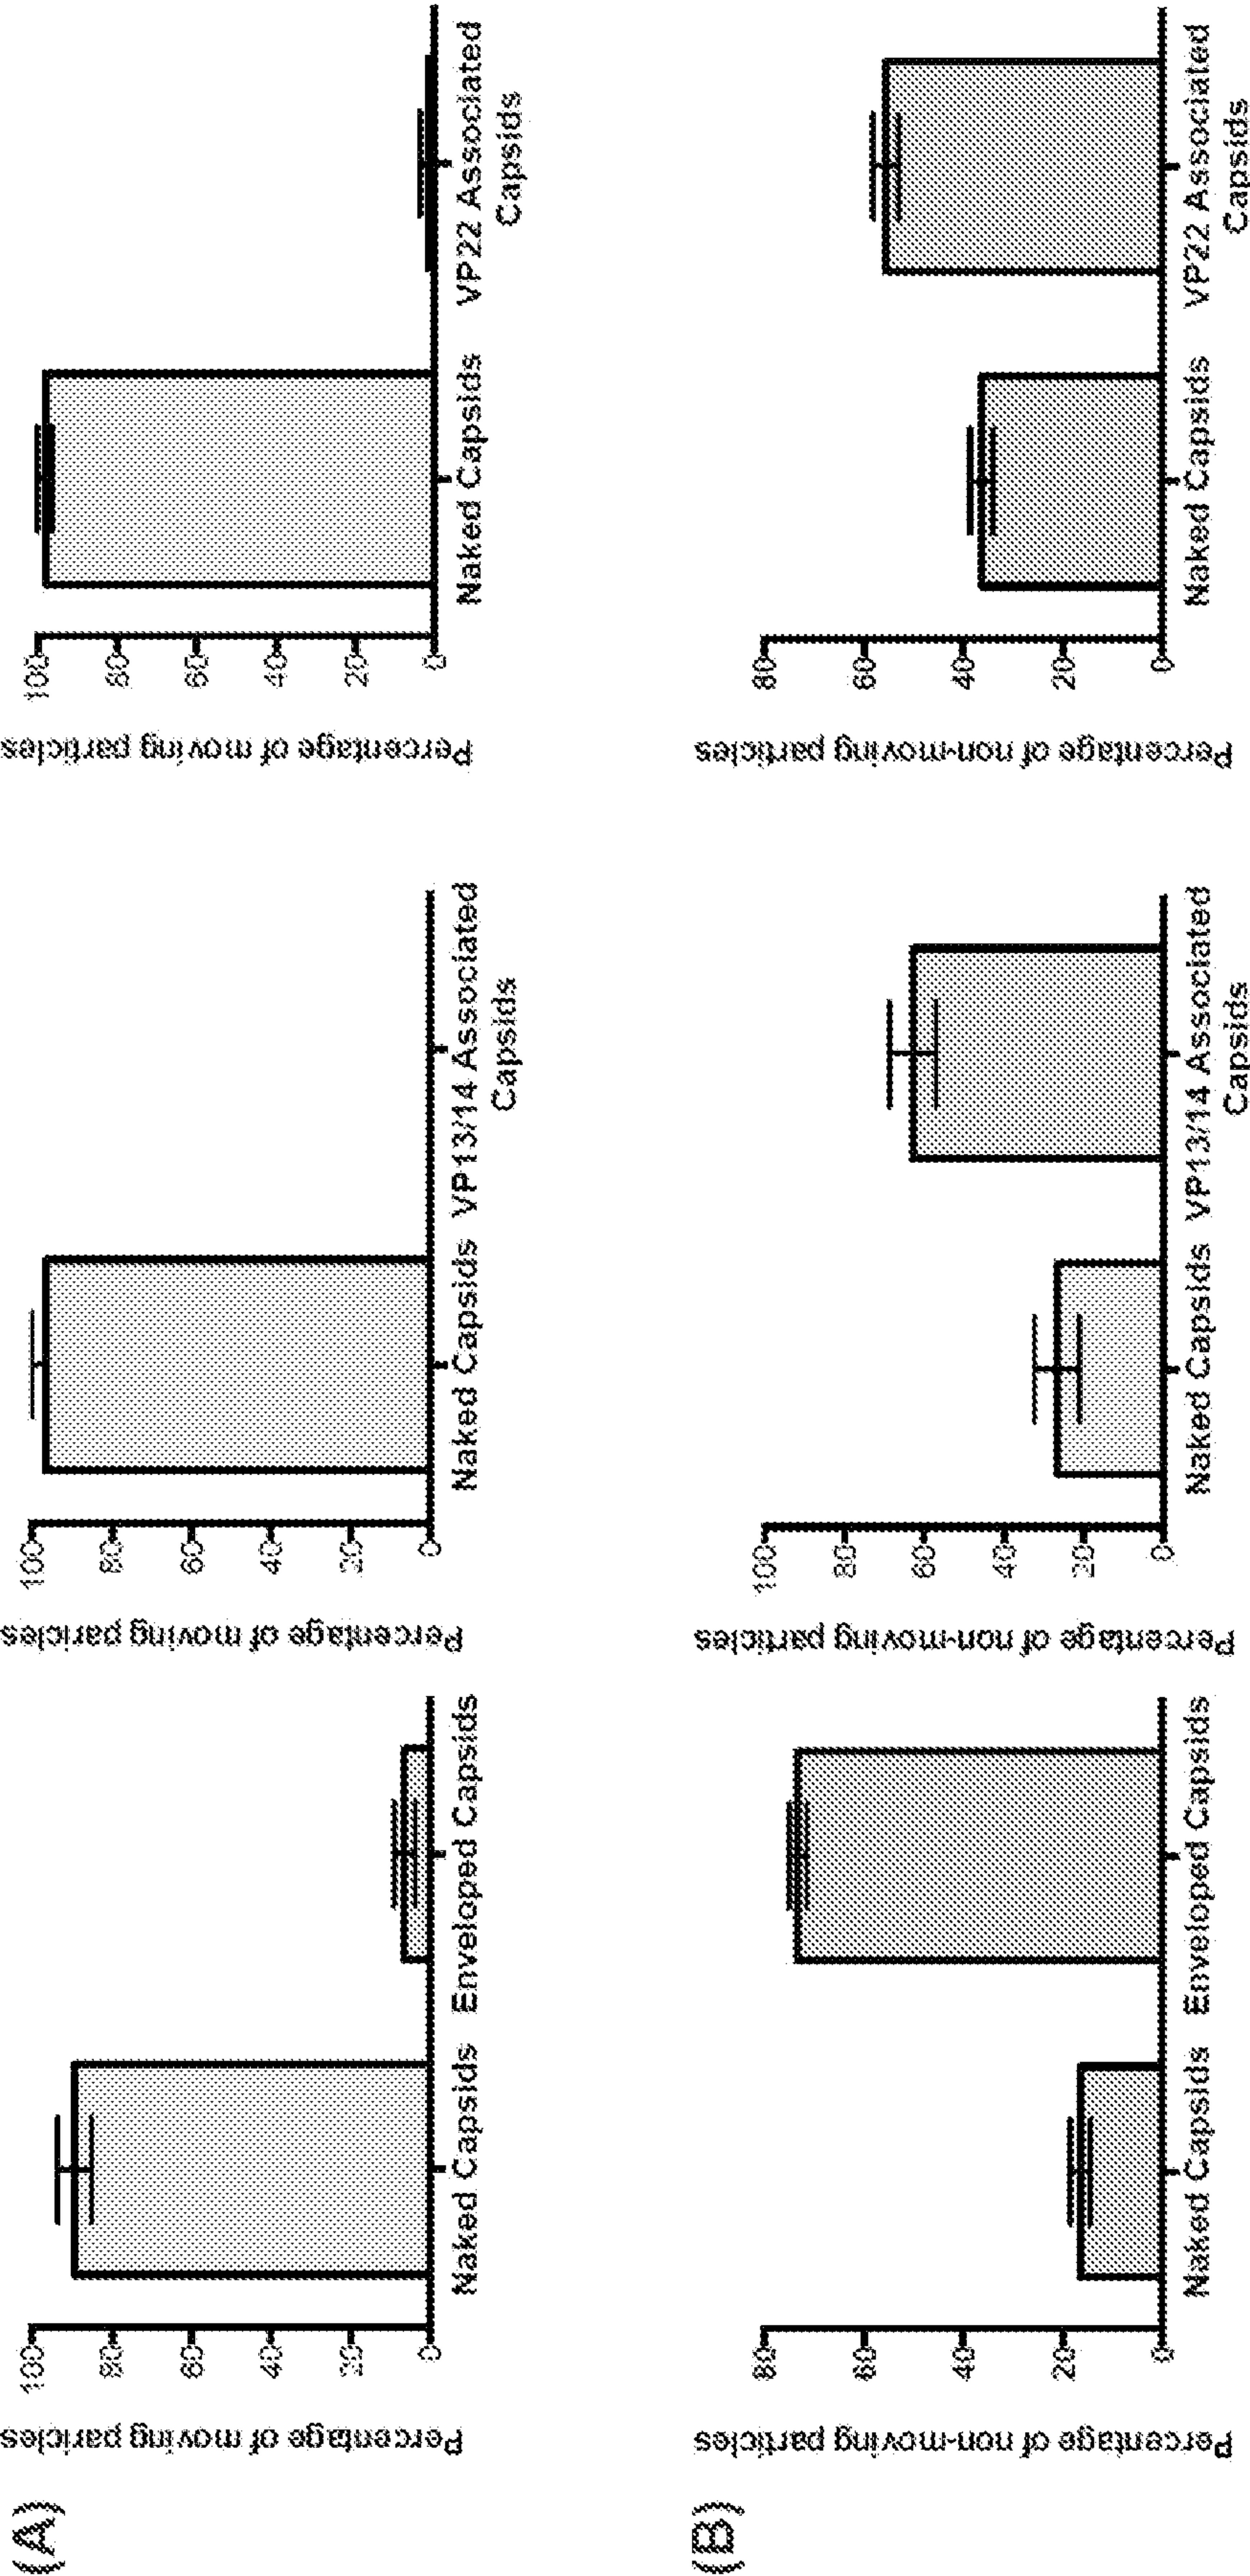 (A)
Percentage of moving particles
100
80
60
40
20
0
Naked Capsids Enveloped Capsids
Percentage of moving particles
100
80
60
40
20
0
Naked Capsids VP13/14 Associated
Capsids
Percentage of moving particles
100
80
60
40
20
0
Naked Capsids VP22 Associated
Capsids
(B)
Percentage of non-moving particles
80
60
40
20
0
Naked Capsids Enveloped Capsids
Percentage of non-moving particles
100
80
60
40
20
0
Naked Capsids VP13/14 Associated
Capsids
Percentage of non-moving particles
80
60
40
20
0
Naked Capsids VP22 Associated
Capsids